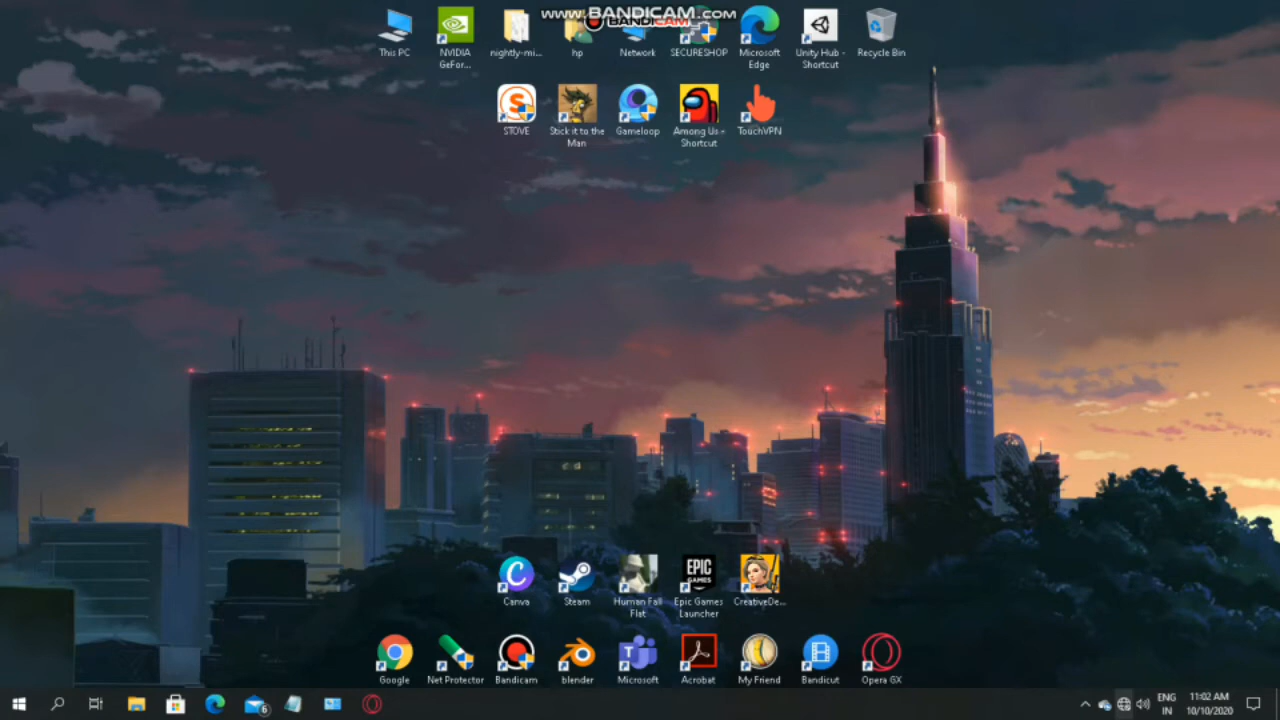 www.BANDICAM.com
BANDICAM
This PC
NVIDIA
GeFor...
nightly-mi...
hp
Network
SECURESHOP
Microsoft
Edge
Unity Hub -
Shortcut
Recycle Bin
STOVE
Stick it to the
Man
Gameloop
Among Us -
Shortcut
TouchVPN
Canva
Steam
Human Fall
Flat
EPIC
GAMES
Epic Games
Launcher
CreativeDe...
Google
Net Protector
Bandicam
blender
Microsoft
Acrobat
My Friend
Bandicut
Opera GX
6
ENG
IN
11:02 AM
10/10/2020